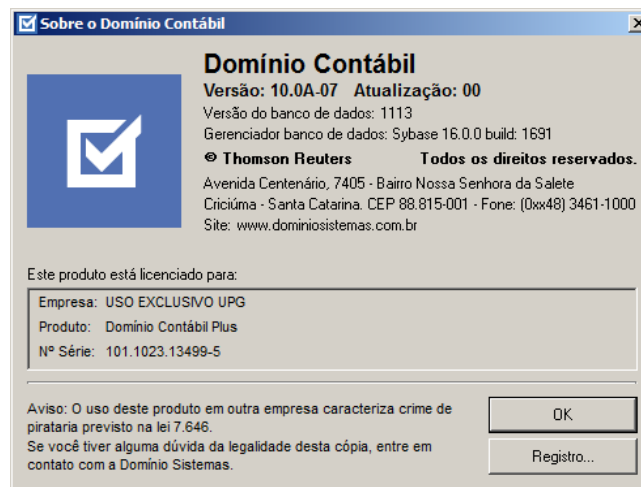 Sobre o Domínio Contábil
Domínio Contábil
Versão: 10.0A-07 Atualização: 00
Versão do banco de dados: 1113
Gerenciador banco de dados: Sybase 16.0.0 build: 1691
© Thomson Reuters Todos os direitos reservados.
Avenida Centenário, 7405 - Bairro Nossa Senhora da Salete
Criciúma - Santa Catarina. CEP 88.815-001 - Fone: (0xx48) 3461-1000
Site: www.dominiosistemas.com.br
Este produto está licenciado para:
Empresa: USO EXCLUSIVO UPG
Produto: Domínio Contábil Plus
Nº Série: 101.1023.13499-5
Aviso: O uso deste produto em outra empresa caracteriza crime de
pirataria previsto na lei 7.646.
Se você tiver alguma dúvida da legalidade desta cópia, entre em
contato com a Domínio Sistemas.
OK
Registro...